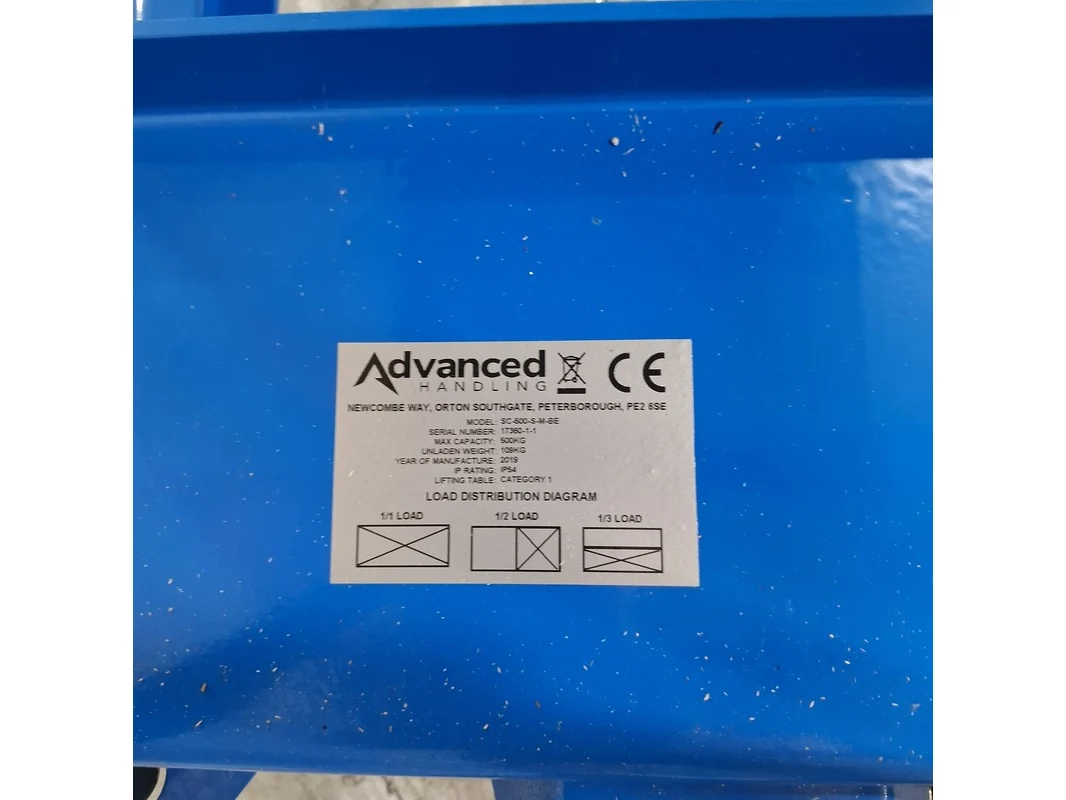 Advanced
HANDLING
CE
NEWCOMBE WAY, ORTON SOUTHGATE, PETERBOROUGH, PE2 6SE
MODEL: SC-500-S-M-BE
SERIAL NUMBER: 17360-1-1
MAX CAPACITY: 500KG
UNLADEN WEIGHT: 109KG
YEAR OF MANUFACTURE: 2019
IP RATING: IP54
LIFTING TABLE: CATEGORY 1
LOAD DISTRIBUTION DIAGRAM
1/1 LOAD 1/2 LOAD 1/3 LOAD